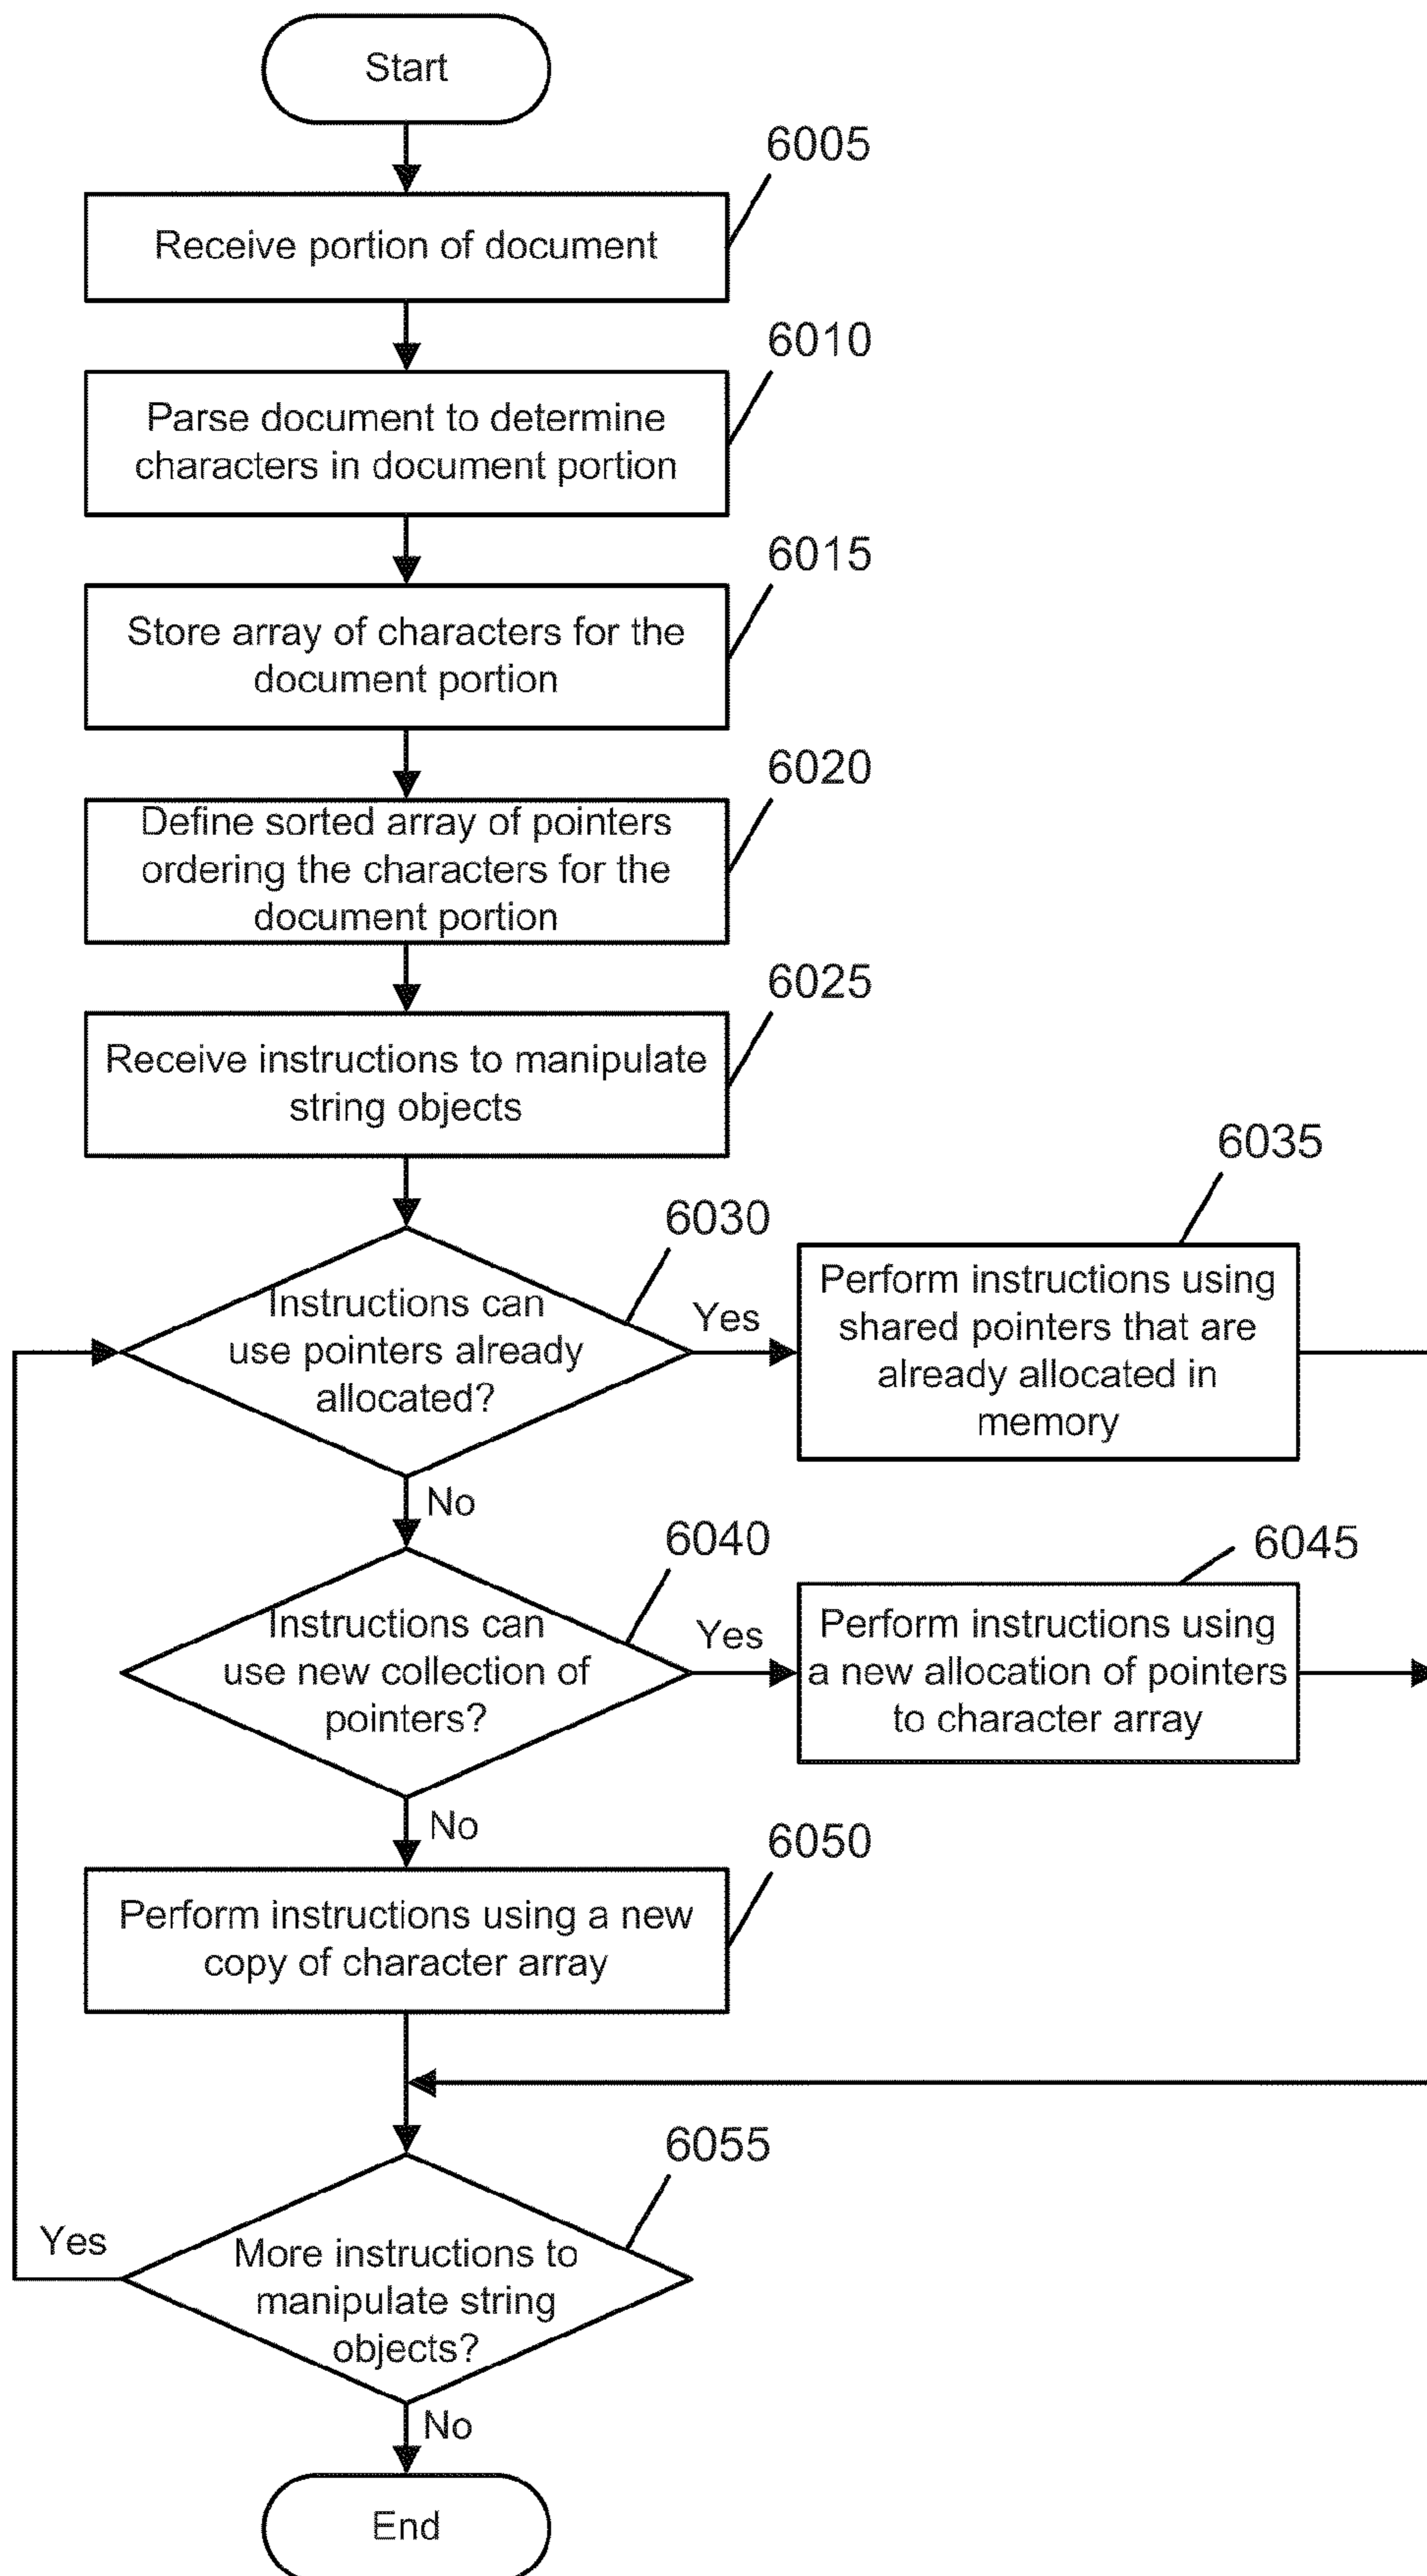 Start
6005
Receive portion of document
6010
Parse document to determine
characters in document portion
6015
Store array of characters for the
document portion
6020
Define sorted array of pointers
ordering the characters for the
document portion
6025
Receive instructions to manipulate
string objects
6030
Instructions can
use pointers already
allocated?
Yes
6035
Perform instructions using
shared pointers that are
already allocated in
memory
No
6040
Instructions can
use new collection of
pointers?
Yes
6045
Perform instructions using
a new allocation of pointers
to character array
No
6050
Perform instructions using a new
copy of character array
6055
More instructions to
manipulate string
objects?
Yes
No
End